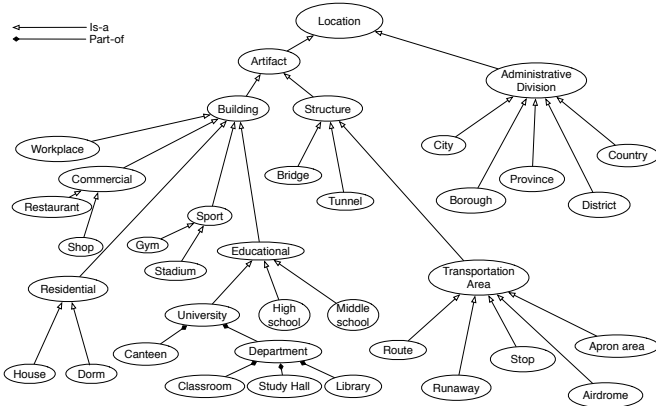 Is-a
Part-of
Location
Artifact
Administrative
Division
Building
Structure
City
Country
Workplace
Commercial
Bridge
Province
Restaurant
Tunnel
Borough
District
Sport
Shop
Gym
Educational
Stadium
Residential
Transportation
Area
University
High
school
Middle
school
Canteen
Department
Route
Stop
Apron area
House
Dorm
Classroom
Study Hall
Library
Runaway
Airdrome